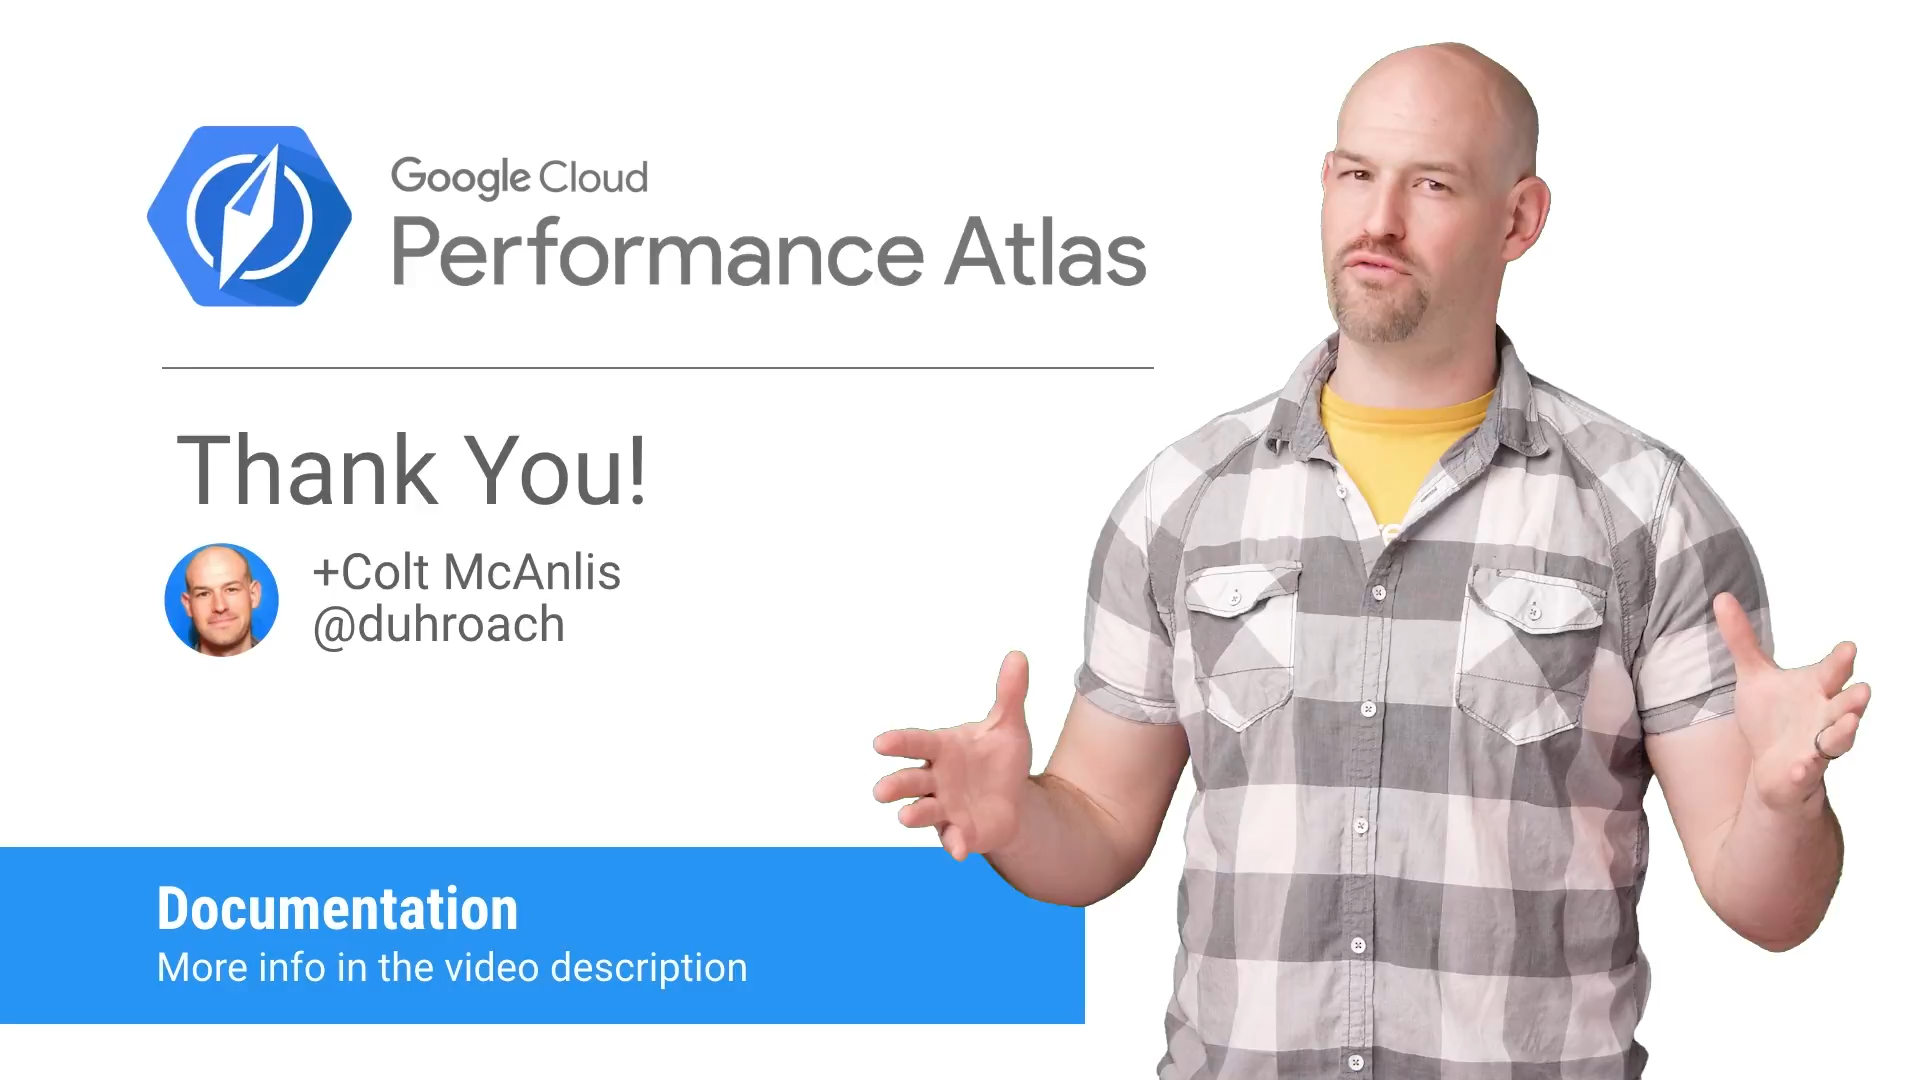 Google Cloud
Performance Atlas
Thank You!
+Colt McAnlis
@duhroach
Documentation
More info in the video description